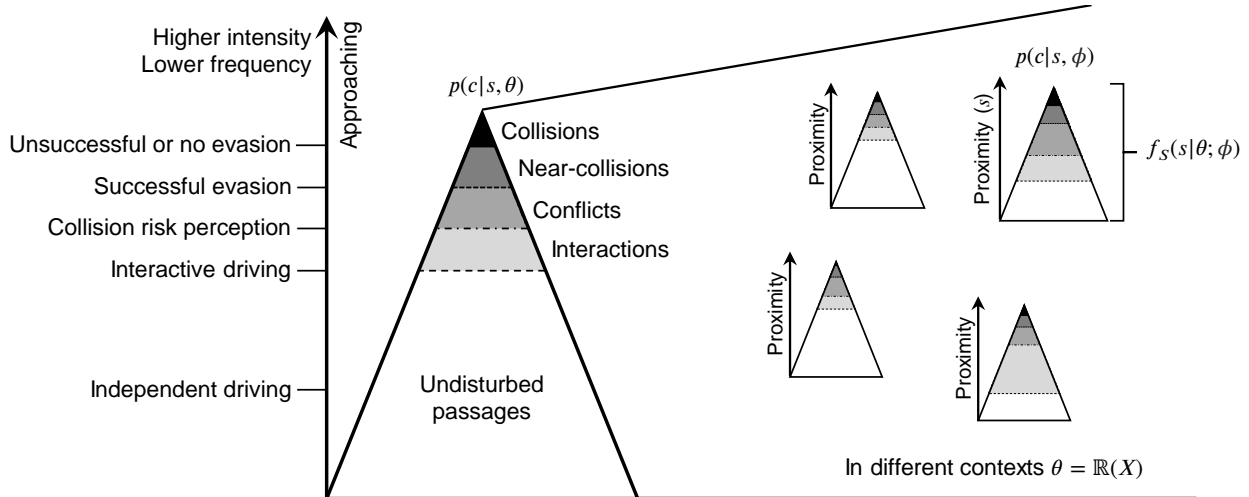 Higher intensity
Lower frequency
Approaching
Unsuccessful or no evasion
Successful evasion
Collision risk perception
Interactive driving
Independent driving
p(c|s, θ)
Collisions
Near-collisions
Conflicts
Interactions
Undisturbed
passages
Proximity
p(c|s, ϕ)
Proximity (s)
f_S(s|θ; ϕ)
Proximity
Proximity
In different contexts θ = ℝ(X)